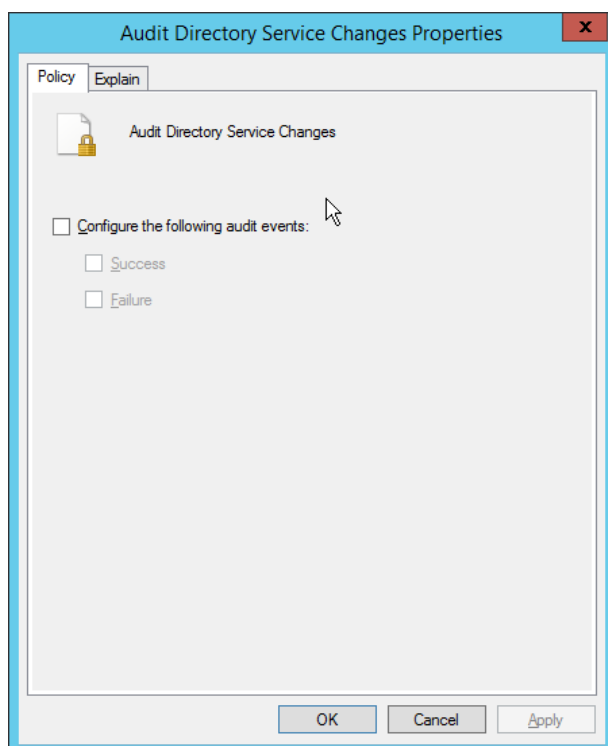 Audit Directory Service Changes Properties
x
Policy Explain
Audit Directory Service Changes
Configure the following audit events:
Success
Failure
OK Cancel Apply